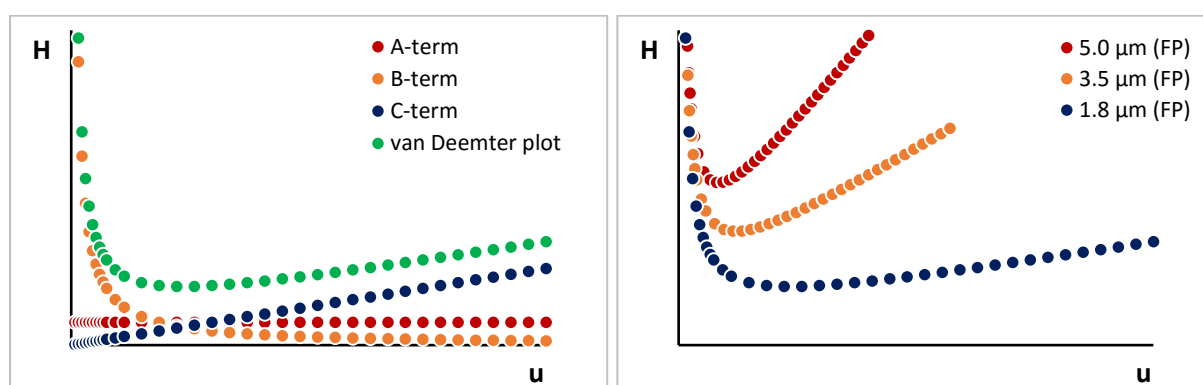 H
A-term
B-term
C-term
van Deemter plot
u
H
5.0 µm (FP)
3.5 µm (FP)
1.8 µm (FP)
u